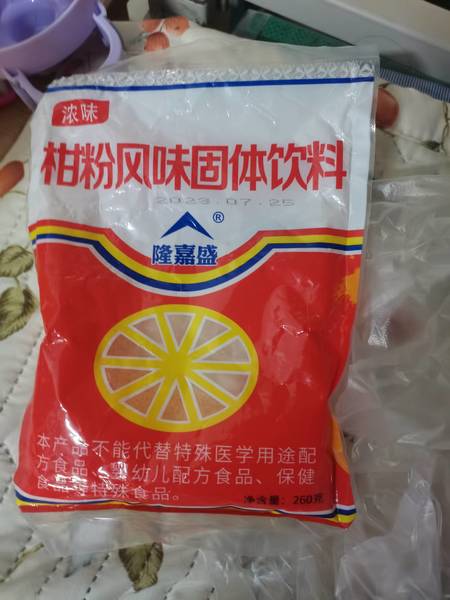 浓味
柑粉风味固体饮料
2023.07.25
®
隆嘉盛
本产品不能代替特殊医学用途配
方食品、婴幼儿配方食品、保健
食品等特殊食品。
净含量：260克